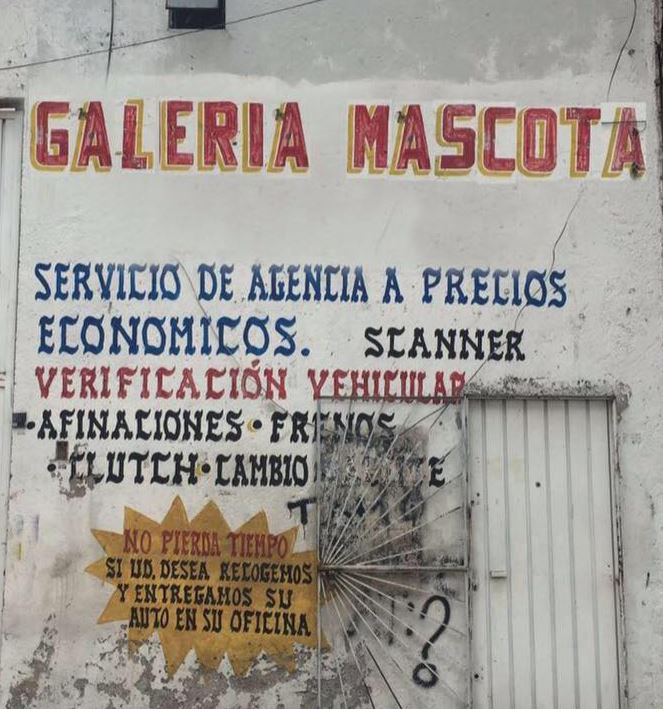 GALERIA MASCOTA
SERVICIO DE AGENCIA A PRECIOS
ECONOMICOS. SCANNER
VERIFICACIÓN VEHICULAR
•AFINACIONES•FRENOS
•CLUTCH•CAMBIO
NO PIERDA TIEMPO
SI UD. DESEA RECOGEMOS
Y ENTREGAMOS SU
AUTO EN SU OFICINA
?